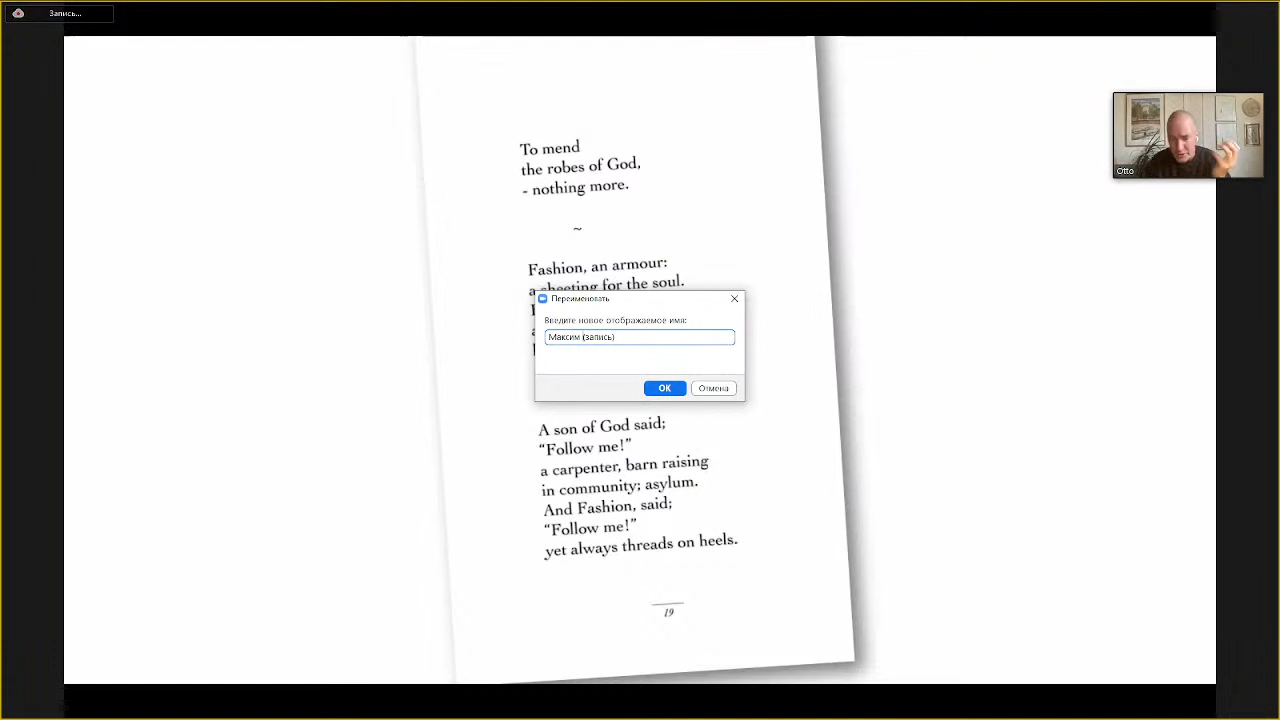 Запись...
To mend
the robes of God,
- nothing more.
~
Fashion, an armour:
a sheeting for the soul.
Переименовать
Введите новое отображаемое имя:
Максим (запись)
OK
Отмена
A son of God said;
“Follow me!”
a carpenter, barn raising
in community; asylum.
And Fashion, said;
“Follow me!”
yet always threads on heels.
19
Otto